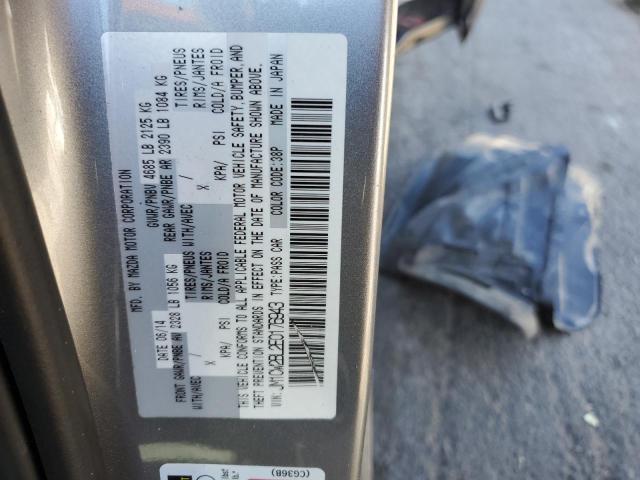 MFD. BY MAZDA MOTOR CORPORATION
DATE 06/14 GWVR/PNBV 4685 LB 2125 KG
FRONT GAWR/PNBE AV 2328 LB 1056 KG REAR GAWR/PNBE AR 2390 LB 1084 KG
WITH/AVEC TIRES/PNEUS WITH/AVEC TIRES/PNEUS
/ X RIMS/JANTES / X RIMS/JANTES
KPA/ PSI COLD/A FROID KPA/ PSI COLD/A FROID
THIS VEHICLE CONFORMS TO ALL APPLICABLE FEDERAL MOTOR VEHICLE SAFETY, BUMPER, AND
THEFT PREVENTION STANDARDS IN EFFECT ON THE DATE OF MANUFACTURE SHOWN ABOVE.
VIN: JM1CW2BL2E0176943 TYPE: PASS CAR COLOR CODE: 38P MADE IN JAPAN
(CG36B)